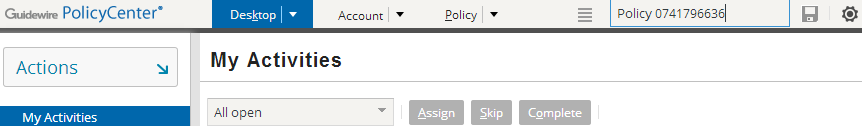 Guidewire PolicyCenter® Desktop Account Policy Policy 0741796636
Actions
My Activities
My Activities
All open Assign Skip Complete